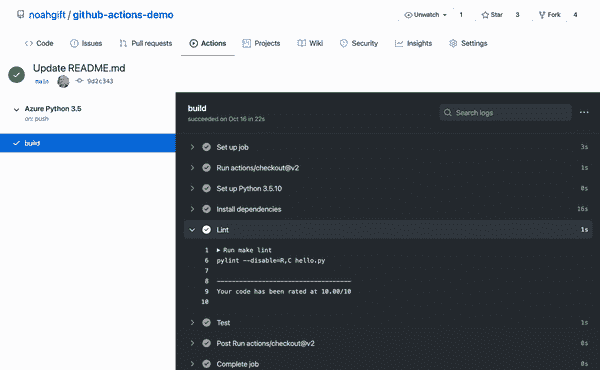 noahgift / github-actions-demo
Unwatch 1 Star 3 Fork 4
Code Issues Pull requests Actions Projects Wiki Security Insights Settings
Update README.md
main 9d2c343
Azure Python 3.5
on: push
build
build
succeeded on Oct 16 in 22s
Search logs
Set up job 3s
Run actions/checkout@v2 1s
Set up Python 3.5.10 0s
Install dependencies 16s
Lint 1s
1 Run make lint
6 pylint --disable=R,C hello.py
7
8 ------------------------------------
9 Your code has been rated at 10.00/10
10
Test 1s
Post Run actions/checkout@v2 0s
Complete job 0s